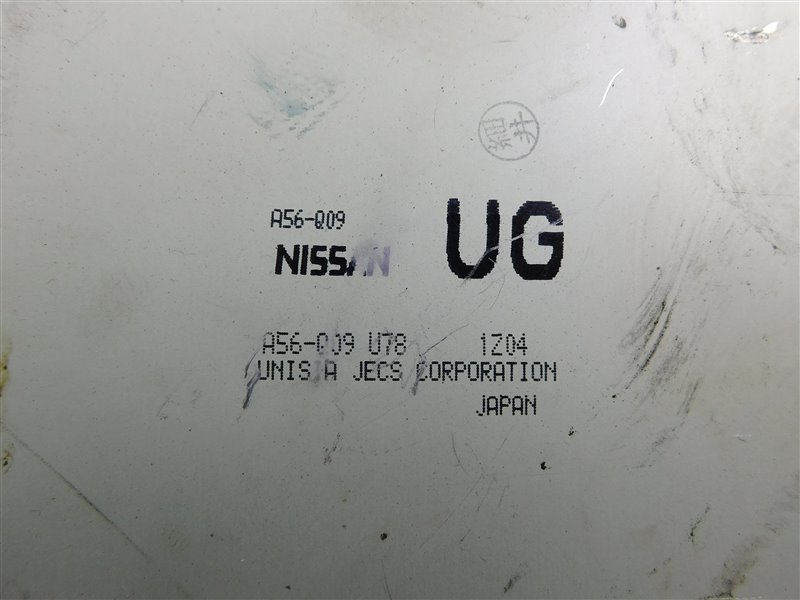 A56-Q09
NISSAN
UG
A56-Q09 U78 1Z04
UNISIA JECS CORPORATION
JAPAN